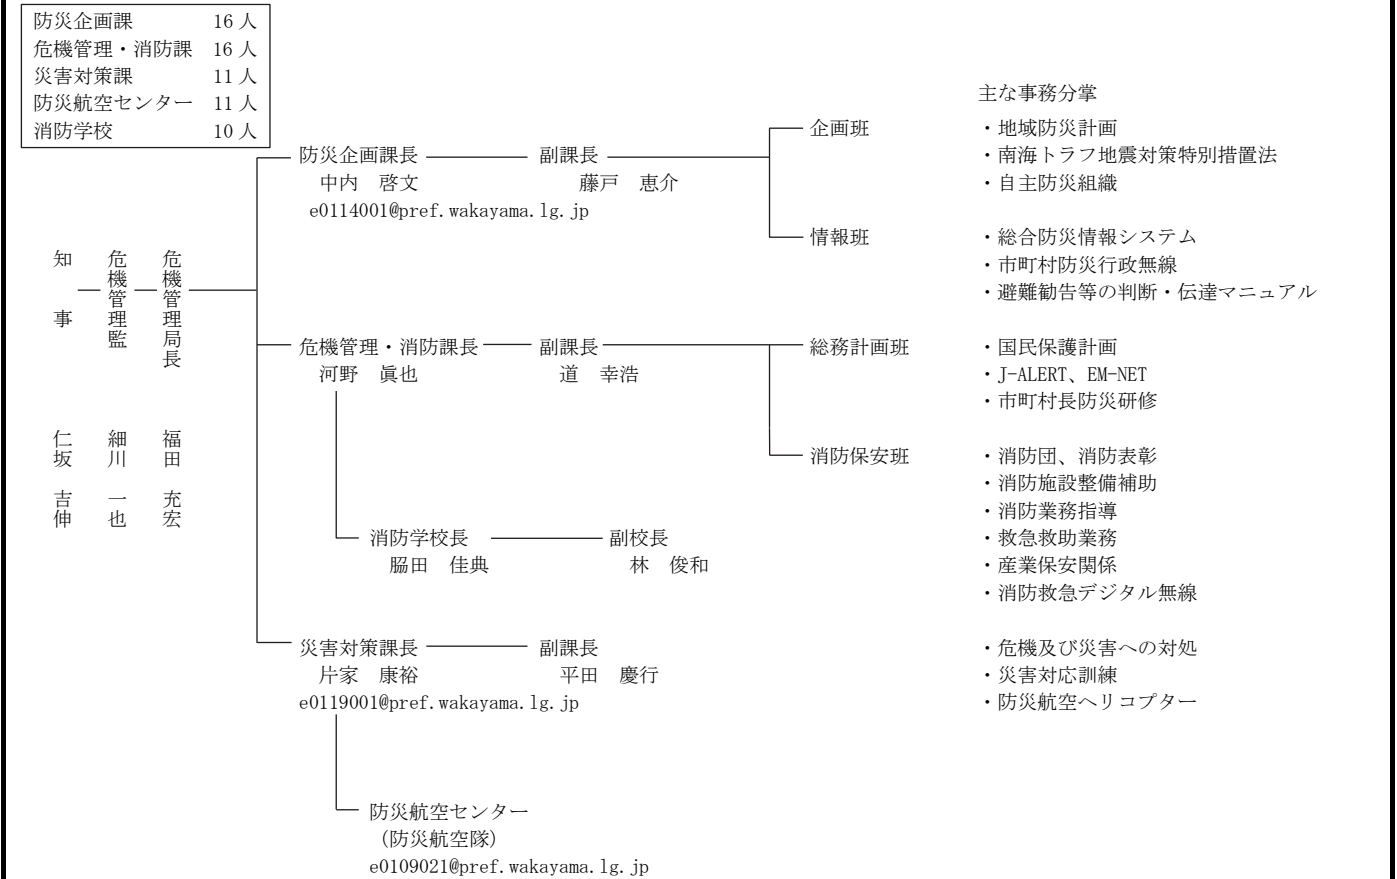 防災企画課 16 人
危機管理・消防課 16 人
災害対策課 11 人
防災航空センター 11 人
消防学校 10 人
知事 仁坂 吉伸
危機管理監 細川 一也
危機管理局長 福田 充宏
主な事務分掌
防災企画課長 副課長
中内 啓文 藤戸 恵介
e0114001@pref.wakayama.lg.jp
企画班 ・地域防災計画
・南海トラフ地震対策特別措置法
・自主防災組織
情報班 ・総合防災情報システム
・市町村防災行政無線
・避難勧告等の判断・伝達マニュアル
危機管理・消防課長 副課長 総務計画班 ・国民保護計画
河野 眞也 道 幸浩 ・J-ALERT、EM-NET
・市町村長防災研修
消防保安班 ・消防団、消防表彰
・消防施設整備補助
・消防業務指導
消防学校長 副校長 ・救急救助業務
脇田 佳典 林 俊和 ・産業保安関係
・消防救急デジタル無線
災害対策課長 副課長 ・危機及び災害への対処
片家 康裕 平田 慶行 ・災害対応訓練
e0119001@pref.wakayama.lg.jp ・防災航空ヘリコプター
防災航空センター
(防災航空隊)
e0109021@pref.wakayama.lg.jp